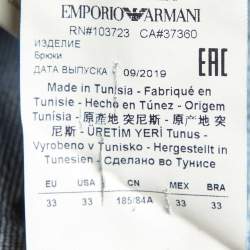 EMPORIO ARMANI
RN#103723 CA#37360
ИЗДЕЛИЕ
Брюки
ДАТА ВЫПУСКА 09/2019
EAC
Made in Tunisia - Fabriqué en
Tunisie - Hecho en Túnez - Origem
Tunísia - 原產地 突尼斯 - 原产地 突
尼斯 - ÜRETİM YERİ Tunus -
Vyrobeno v Tunisko - Hergestellt in
Tunesien - Сделано во Тунисе
EU USA CN MEX BRA
33 33 185/84A 33 33